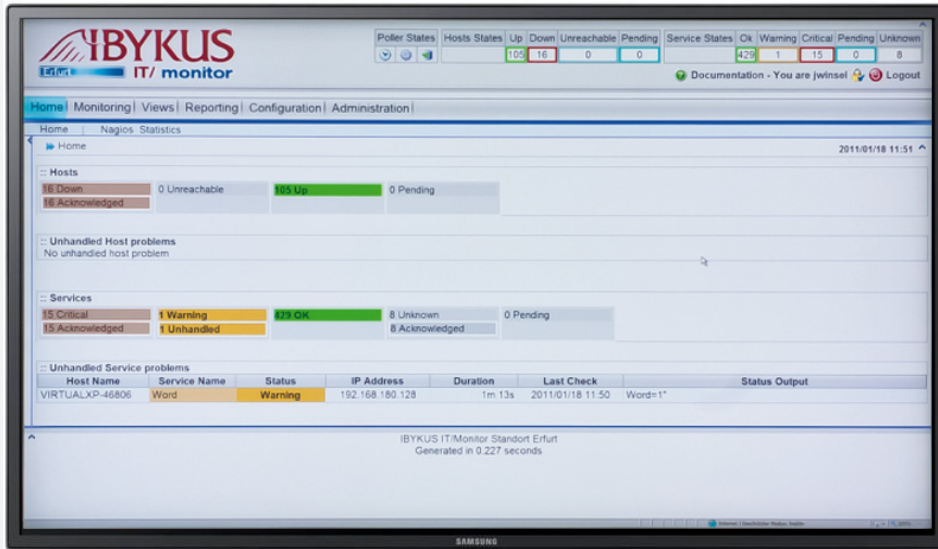 IBYKUS
Erfurt IT/ monitor
Poller States Hosts States Up Down Unreachable Pending Service States Ok Warning Critical Pending Unknown
105 16 0 0 429 1 15 0 8
Documentation - You are jwinsel Logout
Home Monitoring Views Reporting Configuration Administration
Home Nagios Statistics
Home 2011/01/18 11:51
:: Hosts
16 Down 0 Unreachable 105 Up 0 Pending
16 Acknowledged
:: Unhandled Host problems
No unhandled host problem
:: Services
15 Critical 1 Warning 429 OK 8 Unknown 0 Pending
15 Acknowledged 1 Unhandled 8 Acknowledged
:: Unhandled Service problems
Host Name Service Name Status IP Address Duration Last Check Status Output
VIRTUALXP-46806 Word Warning 192.168.180.128 1m 13s 2011/01/18 11:50 Word=1"
IBYKUS IT/Monitor Standort Erfurt
Generated in 0.227 seconds
SAMSUNG